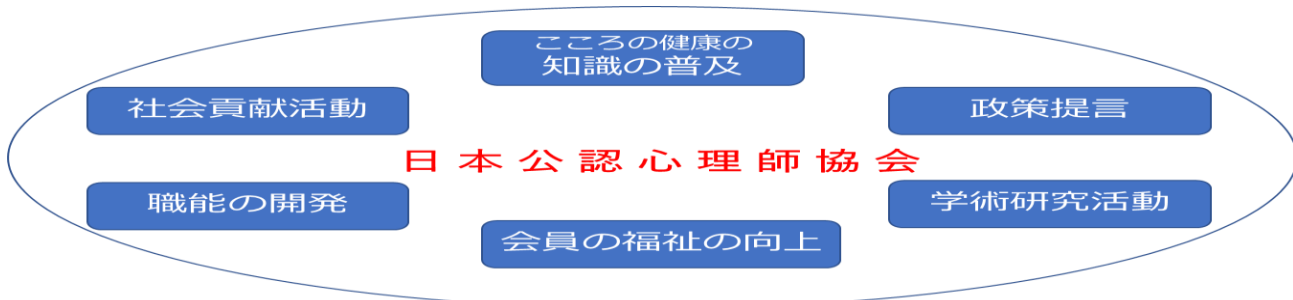 こころの健康の
知識の普及
社会貢献活動
政策提言
日本公認心理師協会
職能の開発
学術研究活動
会員の福祉の向上